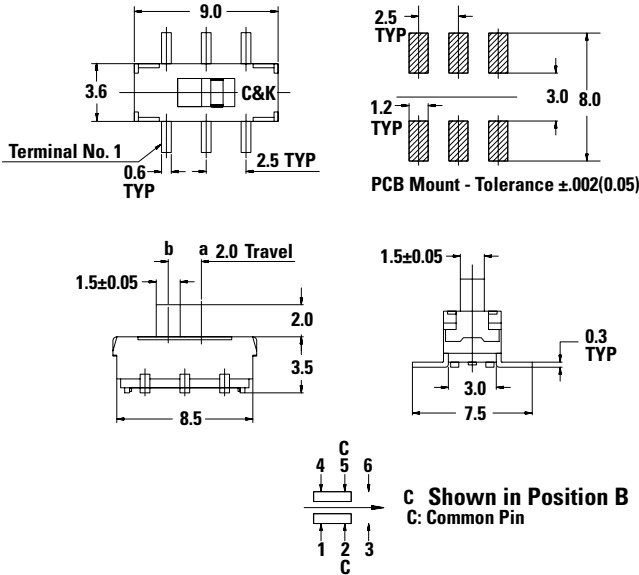 9.0
3.6
C&K
Terminal No. 1
0.6
TYP
2.5 TYP
2.5
TYP
1.2
TYP
3.0
8.0
PCB Mount - Tolerance ±.002(0.05)
b a 2.0 Travel
1.5±0.05
2.0
3.5
8.5
1.5±0.05
0.3
TYP
3.0
7.5
C
4 5 6
1 2 3
C
C Shown in Position B
C: Common Pin